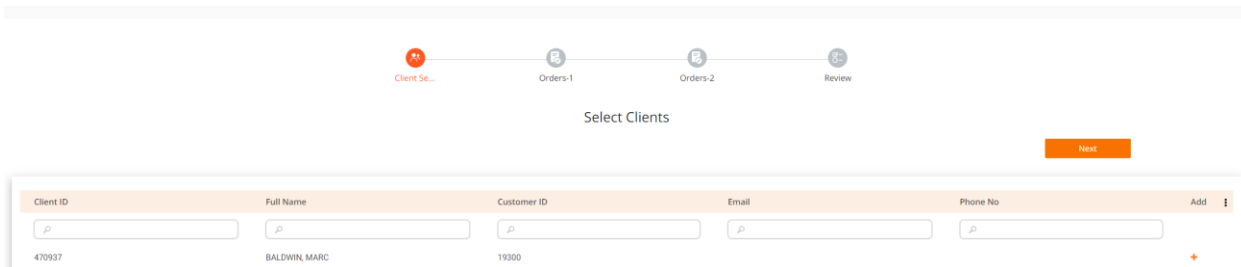 Client Se... Orders-1 Orders-2 Review
Select Clients
Next
Client ID Full Name Customer ID Email Phone No Add
470937 BALDWIN, MARC 19300